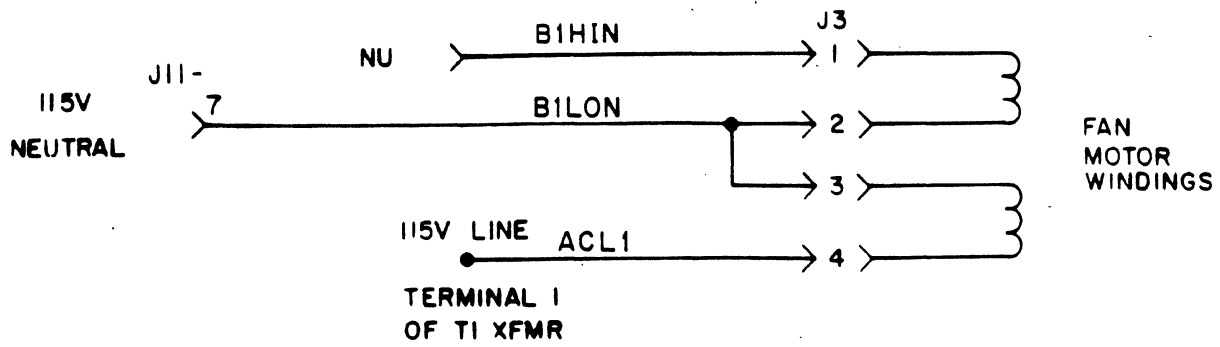 B1HIN
J3
NU
1
J11-
7
115V
NEUTRAL
B1LON
2
FAN
MOTOR
WINDINGS
3
115V LINE
ACL1
4
TERMINAL 1
OF T1 XFMR